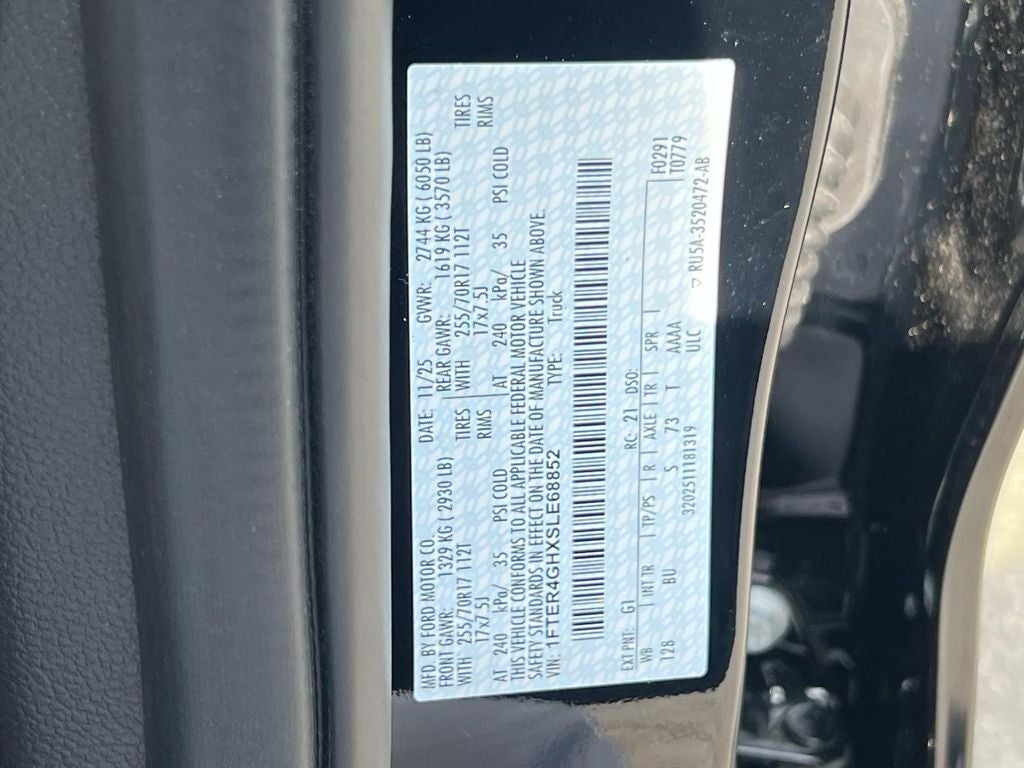 MFD. BY FORD MOTOR CO.
DATE: 11/25 GVWR: 2744 KG ( 6050 LB)
FRONT GAWR: 1329 KG ( 2930 LB) REAR GAWR: 1619 KG ( 3570 LB)
WITH 255/70R17 112T TIRES WITH 255/70R17 112T TIRES
17x7.5J RIMS 17x7.5J RIMS
AT 240 kPa/ 35 PSI COLD AT 240 kPa/ 35 PSI COLD
THIS VEHICLE CONFORMS TO ALL APPLICABLE FEDERAL MOTOR VEHICLE
SAFETY STANDARDS IN EFFECT ON THE DATE OF MANUFACTURE SHOWN ABOVE.
VIN: 1FTER4GHXSLE68852 TYPE: Truck
EXT PNT: G1 RC: 21 DSO: F0291
WB INT TR TP/PS R AXLE TR SPR T0779
128 BU S 73 T AAAA
320251118I319 ULC
RU5A-3520472-AB